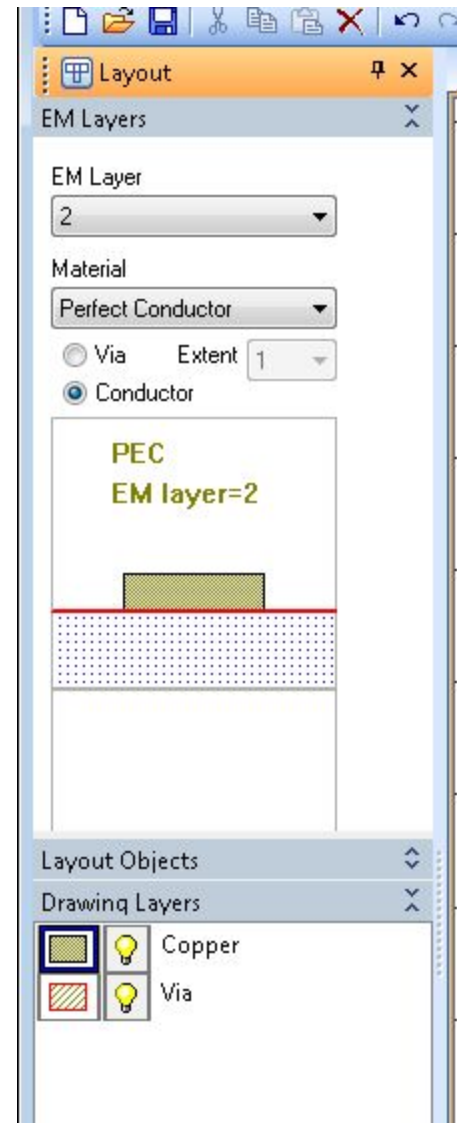 Layout
EM Layers
EM Layer
2
Material
Perfect Conductor
Via Extent 1
Conductor
PEC
EM layer=2
Layout Objects
Drawing Layers
Copper
Via